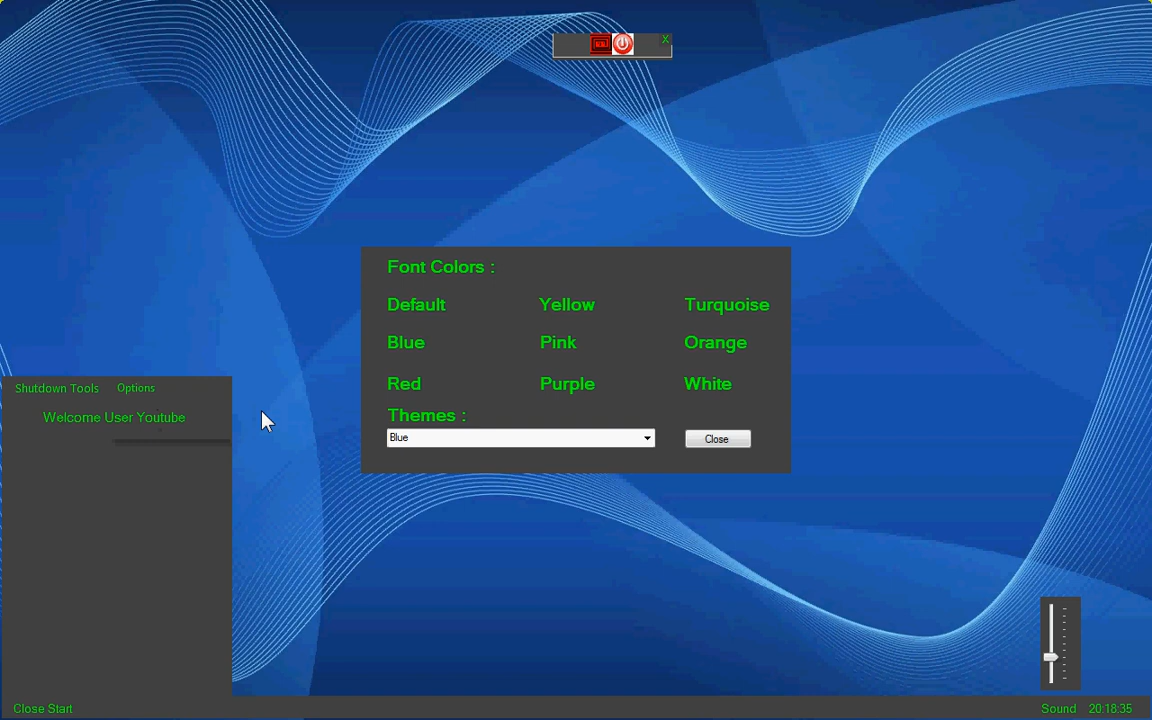 X
Font Colors :
Default Yellow Turquoise
Blue Pink Orange
Red Purple White
Themes :
Blue
Close
Shutdown Tools Options
Welcome User Youtube
Close Start
Sound 20:18:35